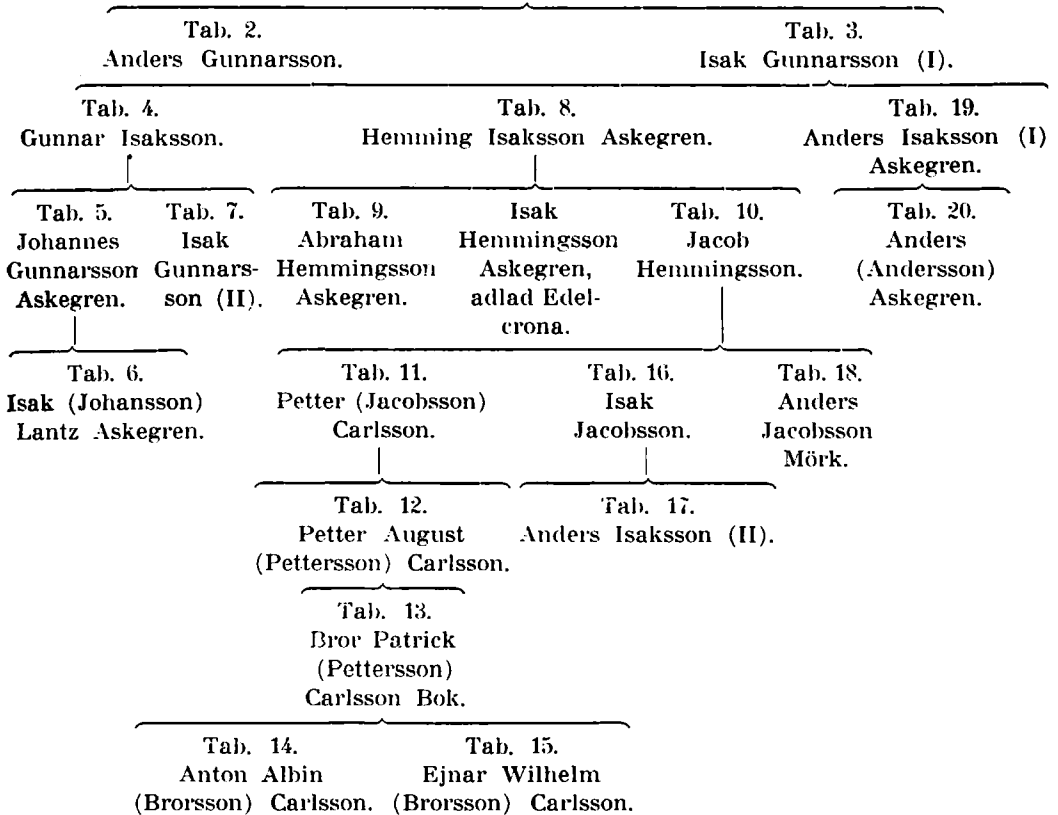 Tab. 2.
Anders Gunnarsson.
Tab. 3.
Isak Gunnarsson (I).
Tab. 4.
Gunnar Isaksson.
Tab. 8.
Hemming Isaksson Askegren.
Tab. 19.
Anders Isaksson (I)
Askegren.
Tab. 5.
Johannes
Gunnarsson
Askegren.
Tab. 7.
Isak
Gunnars-
son (II).
Tab. 9.
Abraham
Hemmingsson
Askegren.
Isak
Hemmingsson
Askegren,
adlad Edel-
crona.
Tab. 10.
Jacob
Hemmingsson.
Tab. 20.
Anders
(Andersson)
Askegren.
Tab. 6.
Isak (Johansson)
Lantz Askegren.
Tab. 11.
Petter (Jacobsson)
Carlsson.
Tab. 16.
Isak
Jacobsson.
Tab. 18.
Anders
Jacobsson
Mörk.
Tab. 12.
Petter August
(Pettersson) Carlsson.
Tab. 17.
Anders Isaksson (II).
Tab. 13.
Bror Patrick
(Pettersson)
Carlsson Bok.
Tab. 14.
Anton Albin
(Brorsson) Carlsson.
Tab. 15.
Ejnar Wilhelm
(Brorsson) Carlsson.